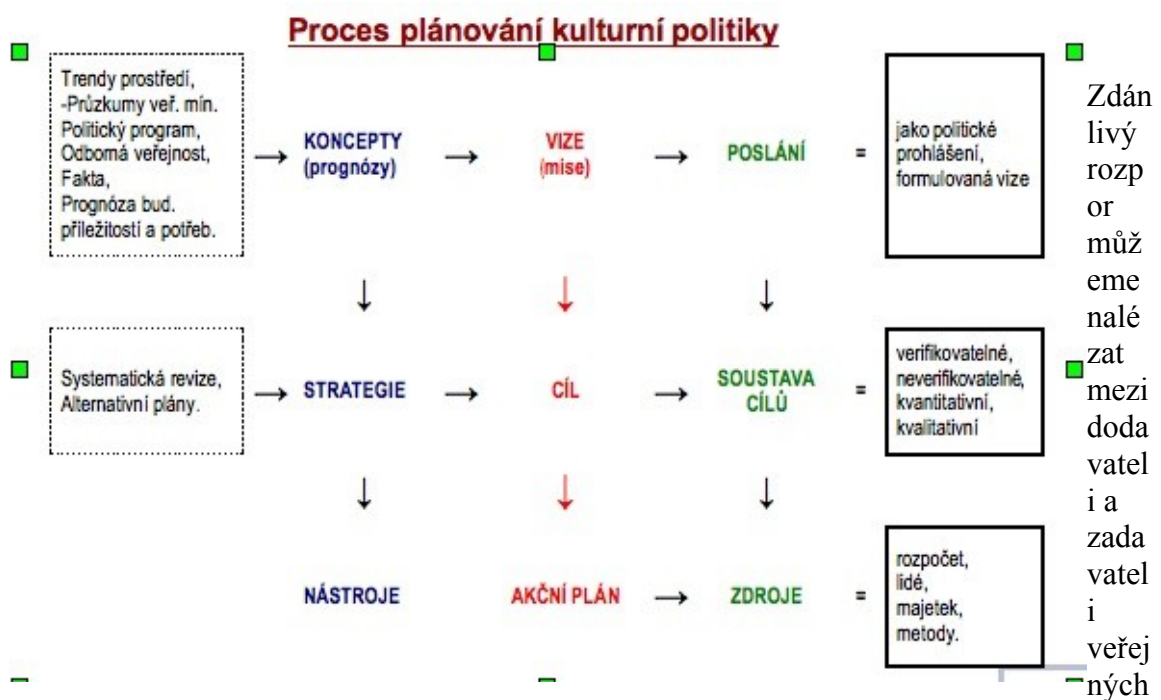 Proces plánování kulturní politiky
Trendy prostředí,
-Průzkumy veř. mín.
Politický program,
Odborná veřejnost,
Fakta,
Prognóza bud.
příležitostí a potřeb.
→ KONCEPTY
(prognózy)
→ VIZE
(mise)
→ POSLÁNÍ
=
jako politické
prohlášení,
formulovaná vize
↓ ↓ ↓
Systematická revize,
Alternativní plány.
→ STRATEGIE
→ CÍL
→ SOUSTAVA
CÍLŮ
=
verifikovatelné,
neverifikovatelné,
kvantitativní,
kvalitativní
↓ ↓ ↓
NÁSTROJE
AKČNÍ PLÁN
→ ZDROJE
=
rozpočet,
lidé,
majetek,
metody.
Zdán
livý
rozp
or
můž
eme
nalé
zat
mezi
doda
vatel
i a
zada
vatel
i
veřej
ných